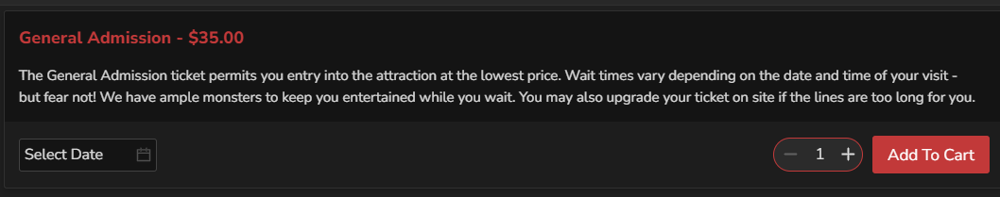 General Admission - $35.00
The General Admission ticket permits you entry into the attraction at the lowest price. Wait times vary depending on the date and time of your visit -
but fear not! We have ample monsters to keep you entertained while you wait. You may also upgrade your ticket on site if the lines are too long for you.
Select Date
1
Add To Cart